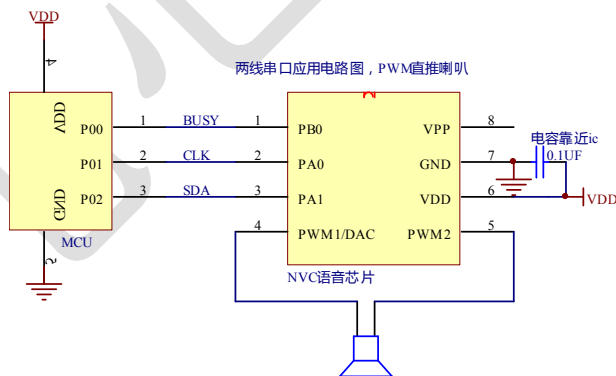 VDD
4
两线串口应用电路图，PWM直推喇叭
VDD
P00
1
BUSY
1
PB0
VPP
8
电容靠近ic
P01
2
CLK
2
PA0
GND
7
0.1UF
GND
P02
3
SDA
3
PA1
VDD
6
VDD
MCU
4
PWM1/DAC
PWM2
5
2
NVC语音芯片